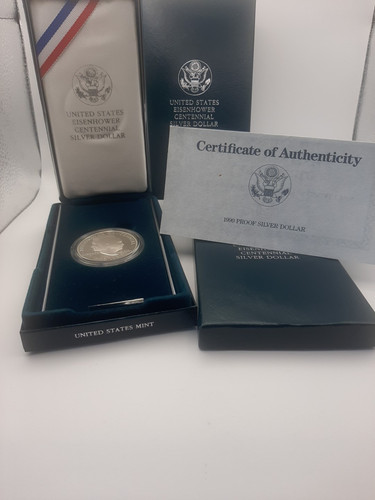 UNITED STATES
EISENHOWER
CENTENNIAL
SILVER DOLLAR
UNITED STATES
EISENHOWER
CENTENNIAL
SILVER DOLLAR
Certificate of Authenticity
1990 PROOF SILVER DOLLAR
EISENHOWER
CENTENNIAL
SILVER DOLLAR
UNITED STATES MINT